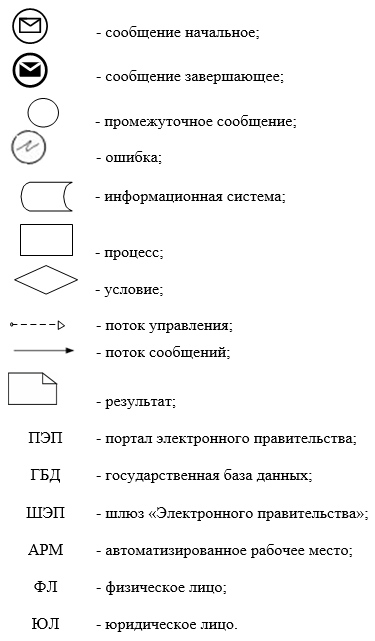 - сообщение начальное;
- сообщение завершающее;
- промежуточное сообщение;
- ошибка;
- информационная система;
- процесс;
- условие;
- поток управления;
- поток сообщений;
- результат;
ПЭП - портал электронного правительства;
ГБД - государственная база данных;
ШЭП - шлюз «Электронного правительства»;
АРМ - автоматизированное рабочее место;
ФЛ - физическое лицо;
ЮЛ - юридическое лицо.